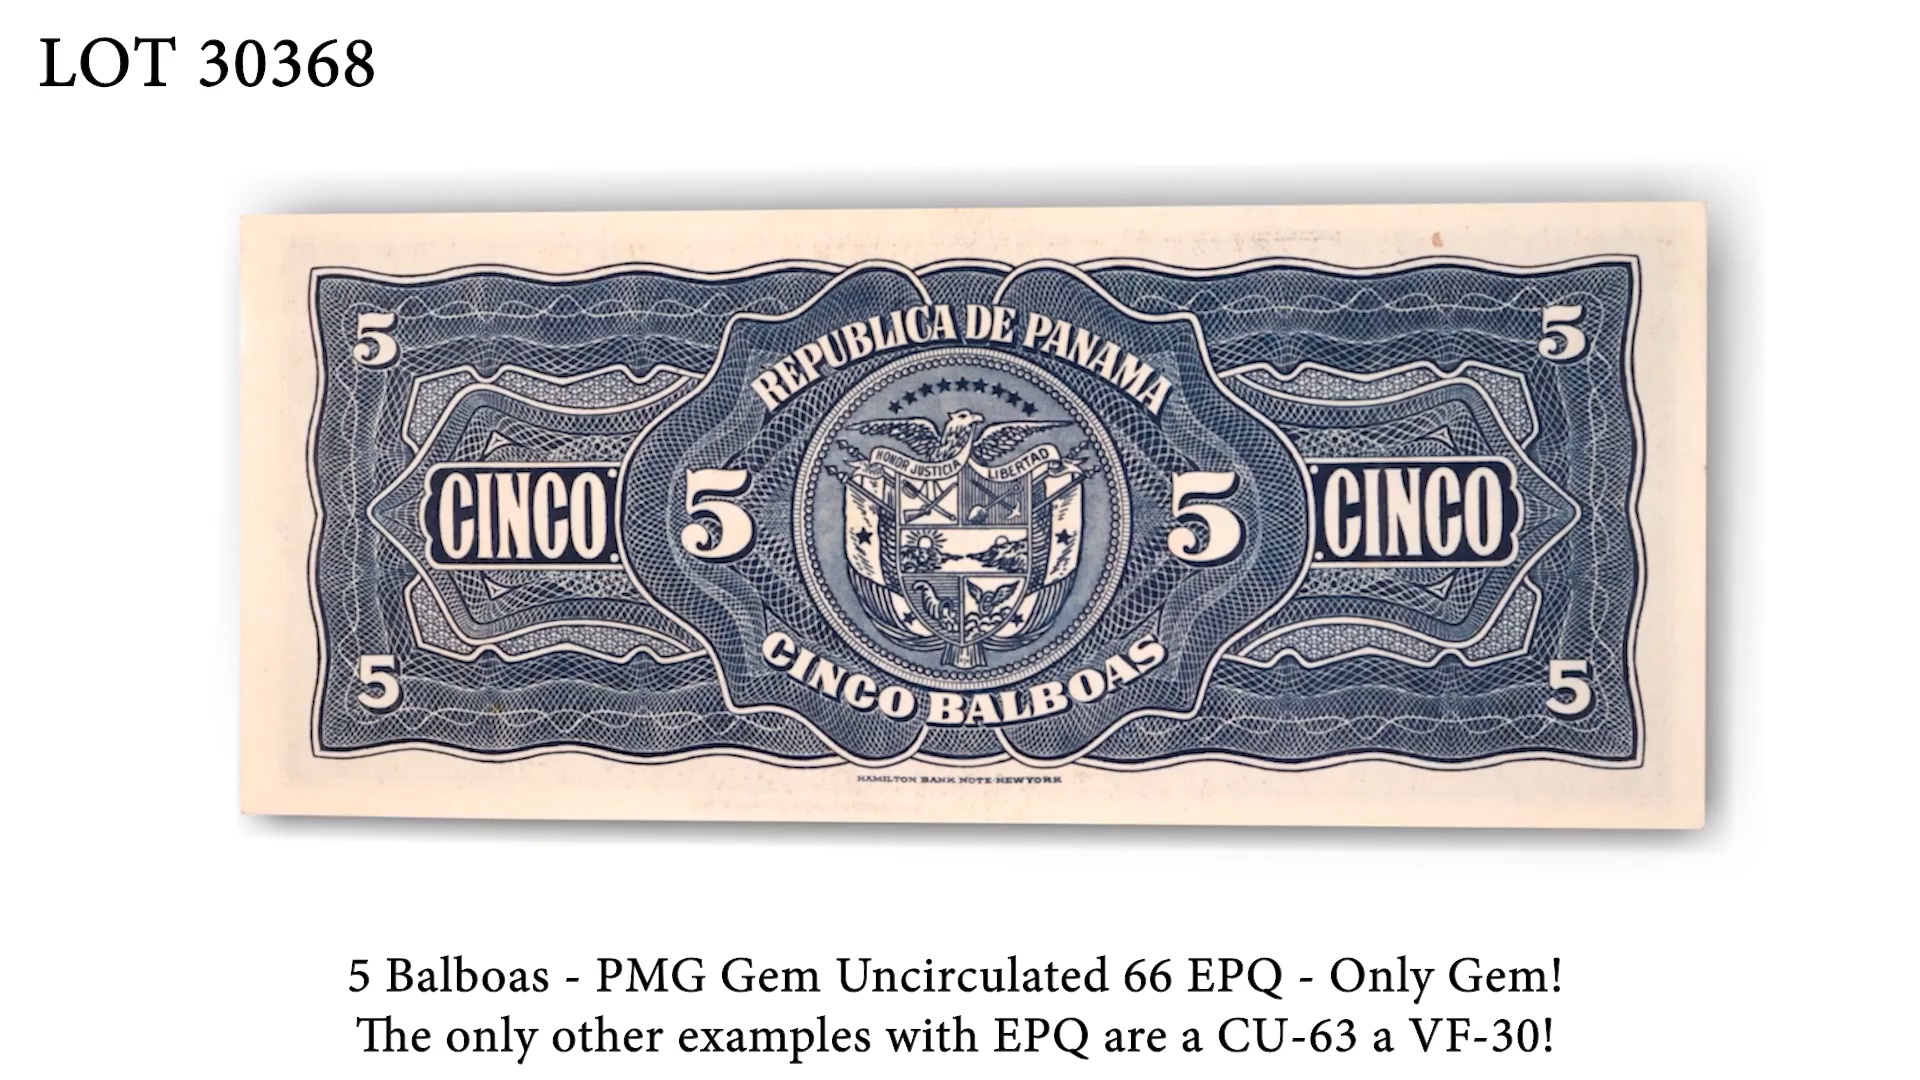 LOT 30368
5
5
REPUBLICA DE PANAMA
HONOR JUSTICIA LIBERTAD
CINCO
5
5
CINCO
5
CINCO BALBOAS
5
HAMILTON BANK NOTE NEW YORK
5 Balboas - PMG Gem Uncirculated 66 EPQ - Only Gem!
The only other examples with EPQ are a CU-63 a VF-30!